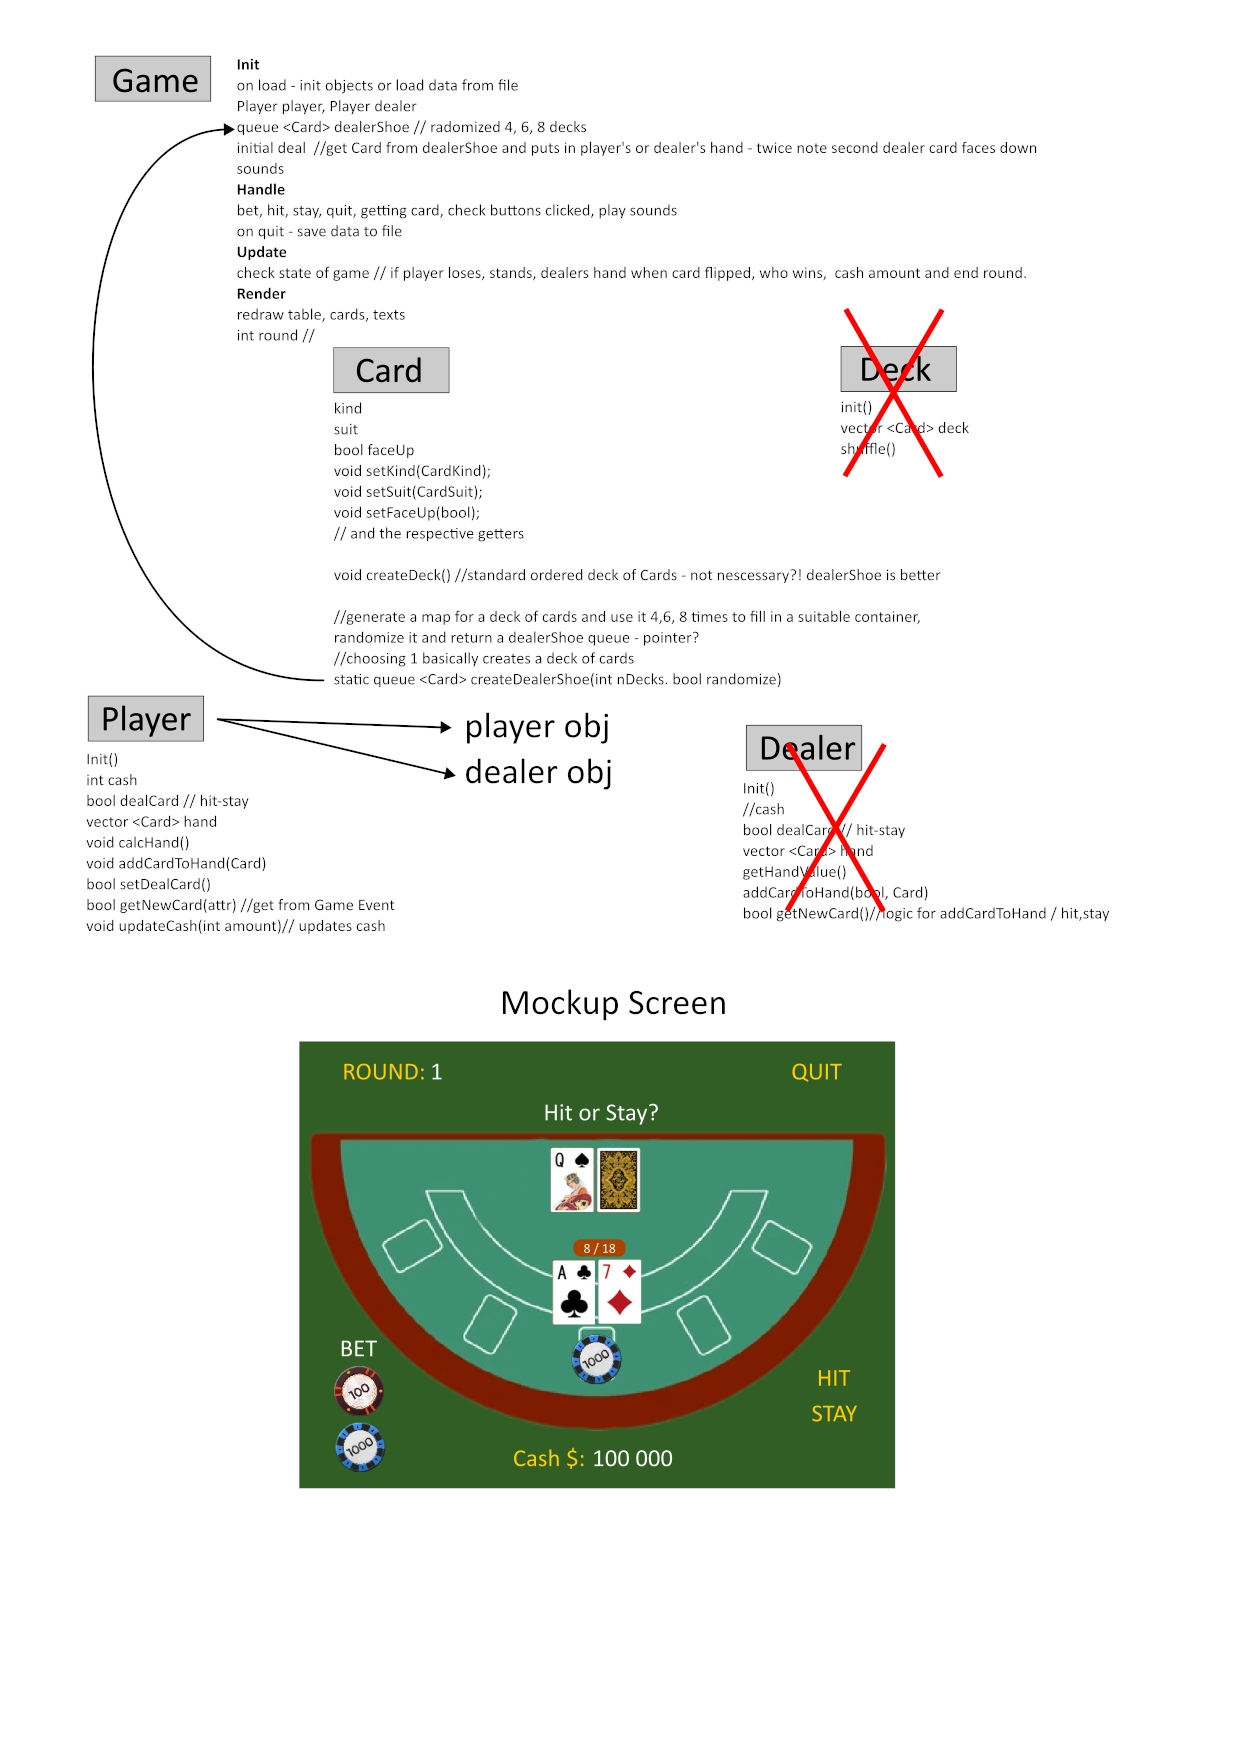 Game
Init
on load - init objects or load data from file
Player player, Player dealer
queue <Card> dealerShoe // radomized 4, 6, 8 decks
initial deal  //get Card from dealerShoe and puts in player's or dealer's hand - twice note second dealer card faces down
sounds
Handle
bet, hit, stay, quit, getting card, check buttons clicked, play sounds
on quit - save data to file
Update
check state of game // if player loses, stands, dealers hand when card flipped, who wins,  cash amount and end round.
Render
redraw table, cards, texts
int round //
Card
kind
suit
bool faceUp
void setKind(CardKind);
void setSuit(CardSuit);
void setFaceUp(bool);
// and the respective getters
void createDeck() //standard ordered deck of Cards - not nescessary?! dealerShoe is better
//generate a map for a deck of cards and use it 4,6, 8 times to fill in a suitable container,
randomize it and return a dealerShoe queue - pointer?
//choosing 1 basically creates a deck of cards
static queue <Card> createDealerShoe(int nDecks. bool randomize)
Deck
init()
vector <Card> deck
shuffle()
Player
Init()
int cash
bool dealCard // hit-stay
vector <Card> hand
void calcHand()
void addCardToHand(Card)
bool setDealCard()
bool getNewCard(attr) //get from Game Event
void updateCash(int amount)// updates cash
player obj
dealer obj
Dealer
Init()
//cash
bool dealCard // hit-stay
vector <Card> hand
getHandValue()
addCardToHand(bool, Card)
bool getNewCard()//logic for addCardToHand / hit,stay
Mockup Screen
ROUND: 1
QUIT
Hit or Stay?
Q
8 / 18
A
7
1000
BET
100
1000
HIT
STAY
Cash $: 100 000